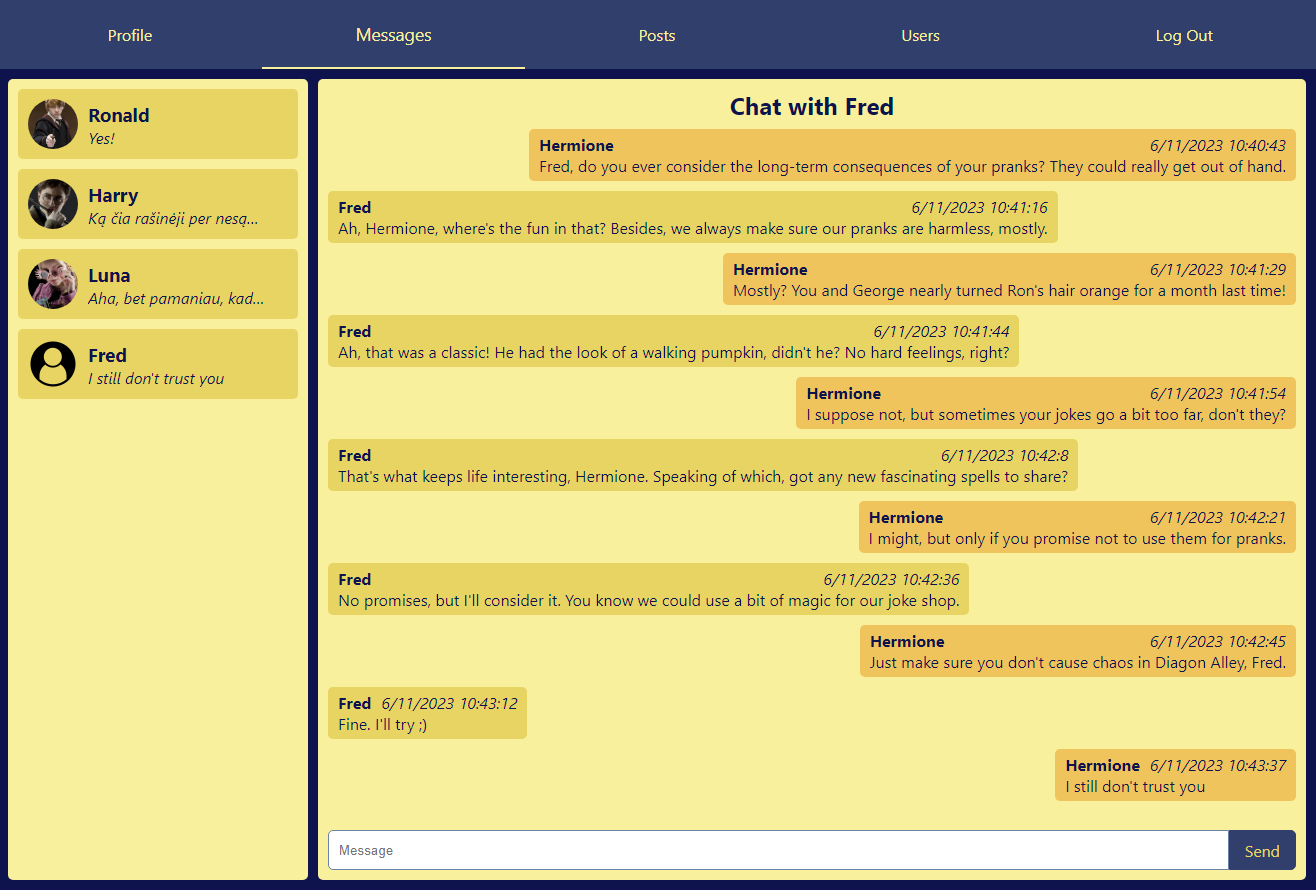 Profile
Messages
Posts
Users
Log Out
Ronald
Yes!
Harry
Ką čia rašinėji per nesą...
Luna
Aha, bet pamaniau, kad...
Fred
I still don't trust you
Chat with Fred
Hermione 6/11/2023 10:40:43
Fred, do you ever consider the long-term consequences of your pranks? They could really get out of hand.
Fred 6/11/2023 10:41:16
Ah, Hermione, where's the fun in that? Besides, we always make sure our pranks are harmless, mostly.
Hermione 6/11/2023 10:41:29
Mostly? You and George nearly turned Ron's hair orange for a month last time!
Fred 6/11/2023 10:41:44
Ah, that was a classic! He had the look of a walking pumpkin, didn't he? No hard feelings, right?
Hermione 6/11/2023 10:41:54
I suppose not, but sometimes your jokes go a bit too far, don't they?
Fred 6/11/2023 10:42:8
That's what keeps life interesting, Hermione. Speaking of which, got any new fascinating spells to share?
Hermione 6/11/2023 10:42:21
I might, but only if you promise not to use them for pranks.
Fred 6/11/2023 10:42:36
No promises, but I'll consider it. You know we could use a bit of magic for our joke shop.
Hermione 6/11/2023 10:42:45
Just make sure you don't cause chaos in Diagon Alley, Fred.
Fred 6/11/2023 10:43:12
Fine. I'll try ;)
Hermione 6/11/2023 10:43:37
I still don't trust you
Message
Send